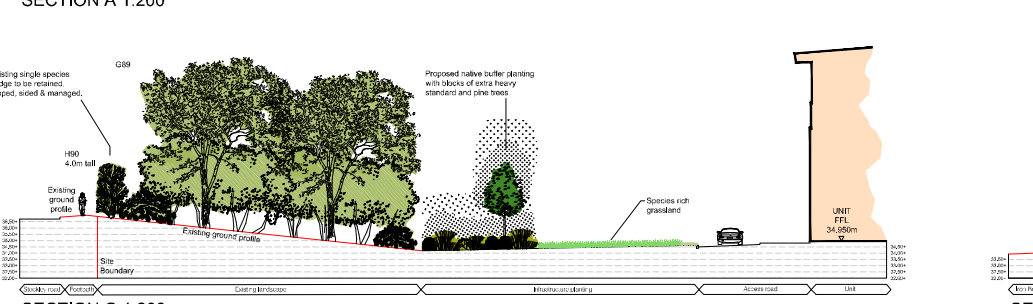 SECTION A 1:200
G89
isting single species
dge to be retained,
ped, sided & managed.
Proposed native buffer planting
with blocks of extra heavy
standard and pine trees
H90
4.0m tall
Existing
ground
profile
Species rich
grassland
UNIT
FFL
34.950m
Existing ground profile
Site
Boundary
Stockley road
Footpath
Existing landscape
Infrastructure planting
Access road
Unit